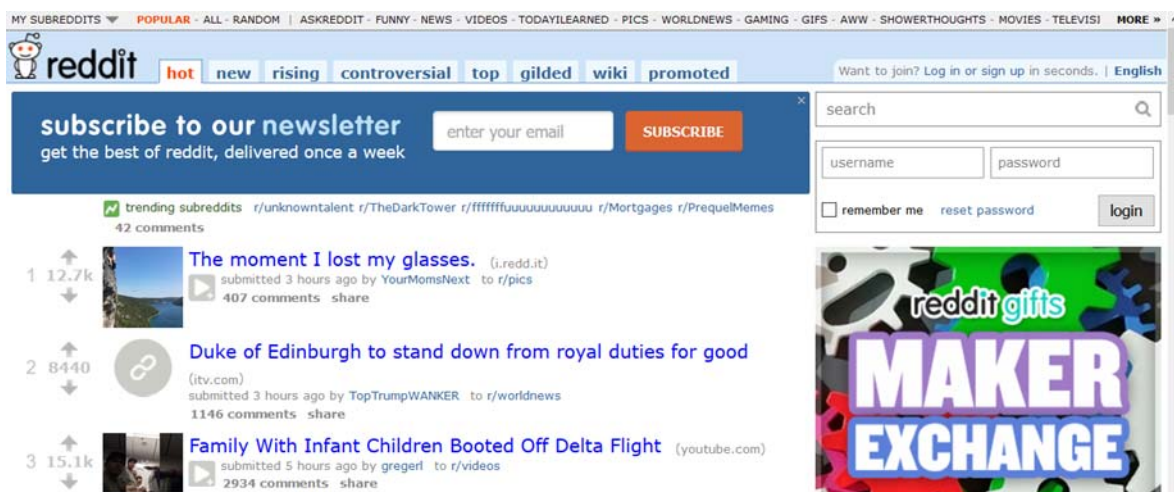 MY SUBREDDITS POPULAR - ALL - RANDOM | ASKREDDIT - FUNNY - NEWS - VIDEOS - TODAYILEARNED - PICS - WORLDNEWS - GAMING - GIFS - AWW - SHOWERTHOUGHTS - MOVIES - TELEVISI MORE »
reddit hot new rising controversial top gilded wiki promoted
Want to join? Log in or sign up in seconds. | English
subscribe to our newsletter
get the best of reddit, delivered once a week
enter your email
SUBSCRIBE
×
search
username password
remember me reset password login
trending subreddits r/unknowntalent r/TheDarkTower r/fffffffuuuuuuuuuuuu r/Mortgages r/PrequelMemes
42 comments
1 12.7k
The moment I lost my glasses. (i.redd.it)
submitted 3 hours ago by YourMomsNext to r/pics
407 comments share
2 8440
Duke of Edinburgh to stand down from royal duties for good
(itv.com)
submitted 3 hours ago by TopTrumpWANKER to r/worldnews
1146 comments share
3 15.1k
Family With Infant Children Booted Off Delta Flight (youtube.com)
submitted 5 hours ago by gregerl to r/videos
2934 comments share
reddit gifts
MAKER
EXCHANGE